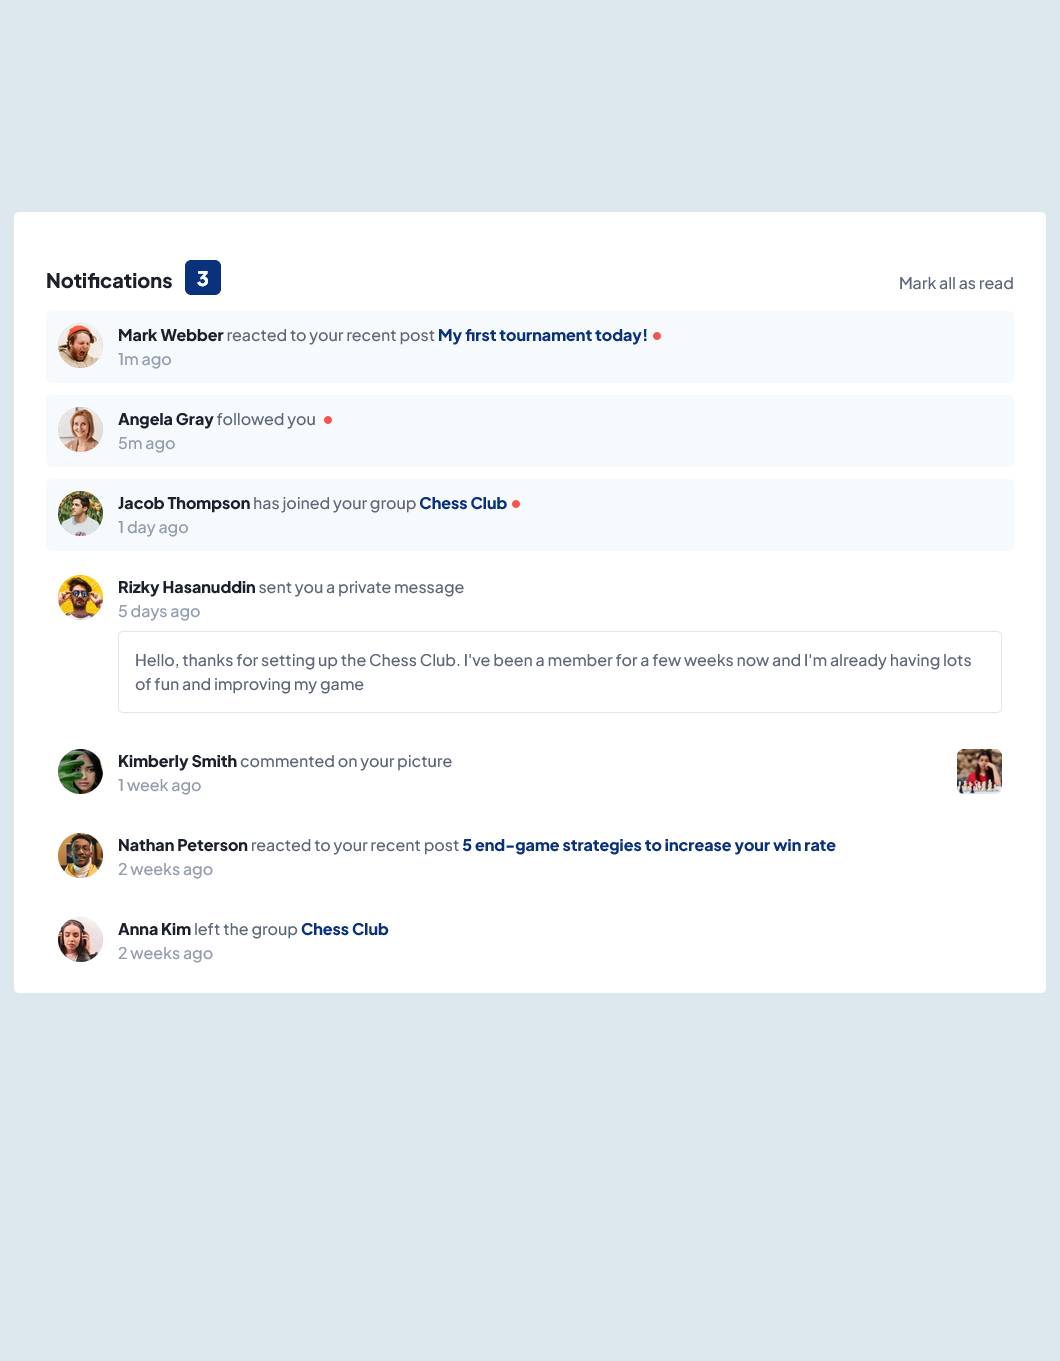 Notifications 3
Mark all as read
Mark Webber reacted to your recent post My first tournament today!
1m ago
Angela Gray followed you
5m ago
Jacob Thompson has joined your group Chess Club
1 day ago
Rizky Hasanuddin sent you a private message
5 days ago
Hello, thanks for setting up the Chess Club. I've been a member for a few weeks now and I'm already having lots
of fun and improving my game
Kimberly Smith commented on your picture
1 week ago
Nathan Peterson reacted to your recent post 5 end-game strategies to increase your win rate
2 weeks ago
Anna Kim left the group Chess Club
2 weeks ago